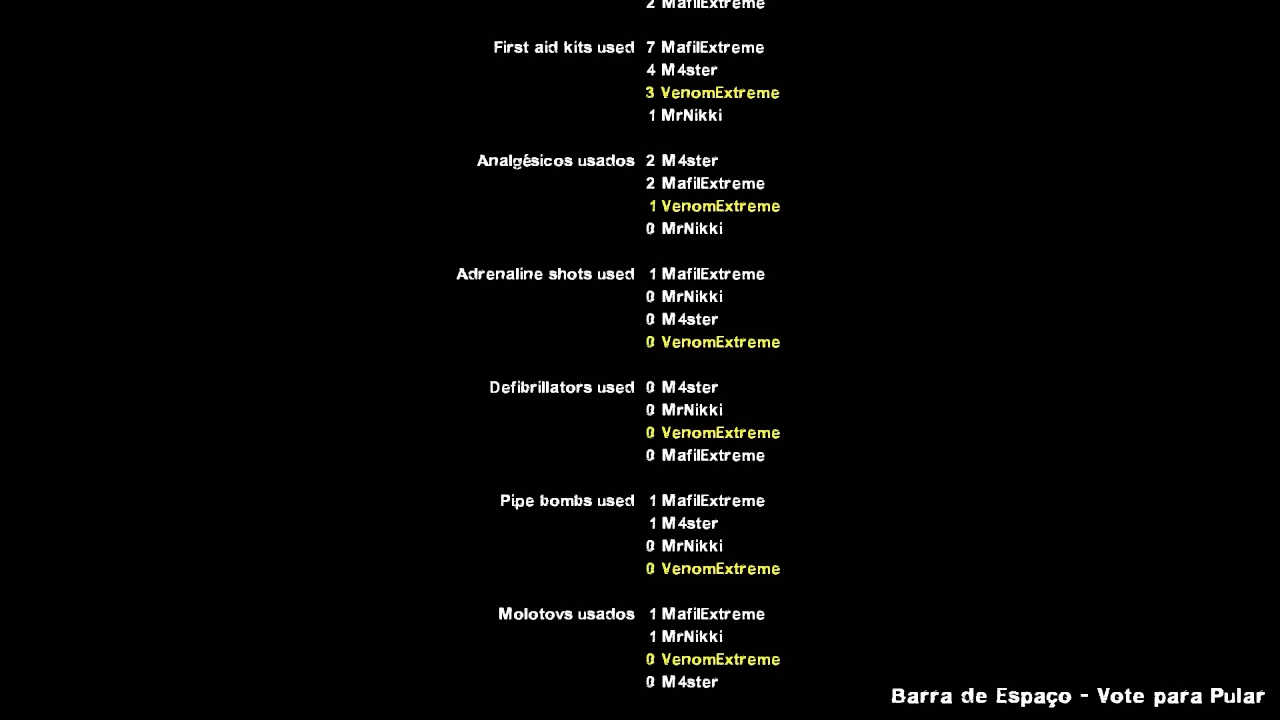 2 MafilExtreme
First aid kits used 7 MafilExtreme
4 M4ster
3 VenomExtreme
1 MrNikki
Analgésicos usados 2 M4ster
2 MafilExtreme
1 VenomExtreme
0 MrNikki
Adrenaline shots used 1 MafilExtreme
0 MrNikki
0 M4ster
0 VenomExtreme
Defibrillators used 0 M4ster
0 MrNikki
0 VenomExtreme
0 MafilExtreme
Pipe bombs used 1 MafilExtreme
1 M4ster
0 MrNikki
0 VenomExtreme
Molotovs usados 1 MafilExtreme
1 MrNikki
0 VenomExtreme
0 M4ster
Barra de Espaço - Vote para Pular